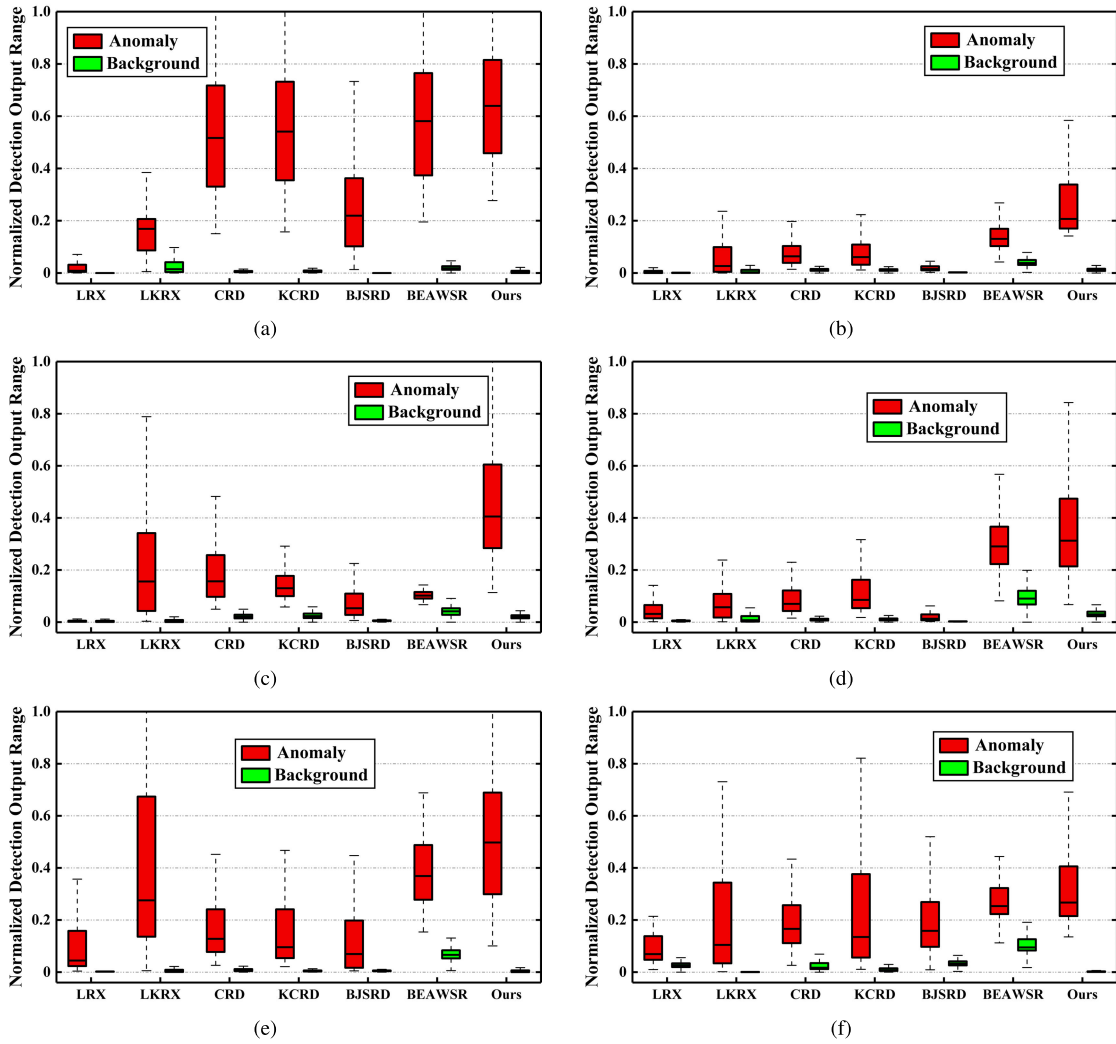 Normalized Detection Output Range
1.0
0.8
0.6
0.4
0.2
0
Anomaly
Background
LRX LKRX CRD KCRD BJSRD BEAWSR Ours
(a)
Normalized Detection Output Range
1.0
0.8
0.6
0.4
0.2
0
Anomaly
Background
LRX LKRX CRD KCRD BJSRD BEAWSR Ours
(b)
Normalized Detection Output Range
1.0
0.8
0.6
0.4
0.2
0
Anomaly
Background
LRX LKRX CRD KCRD BJSRD BEAWSR Ours
(c)
Normalized Detection Output Range
1.0
0.8
0.6
0.4
0.2
0
Anomaly
Background
LRX LKRX CRD KCRD BJSRD BEAWSR Ours
(d)
Normalized Detection Output Range
1.0
0.8
0.6
0.4
0.2
0
Anomaly
Background
LRX LKRX CRD KCRD BJSRD BEAWSR Ours
(e)
Normalized Detection Output Range
1.0
0.8
0.6
0.4
0.2
0
Anomaly
Background
LRX LKRX CRD KCRD BJSRD BEAWSR Ours
(f)